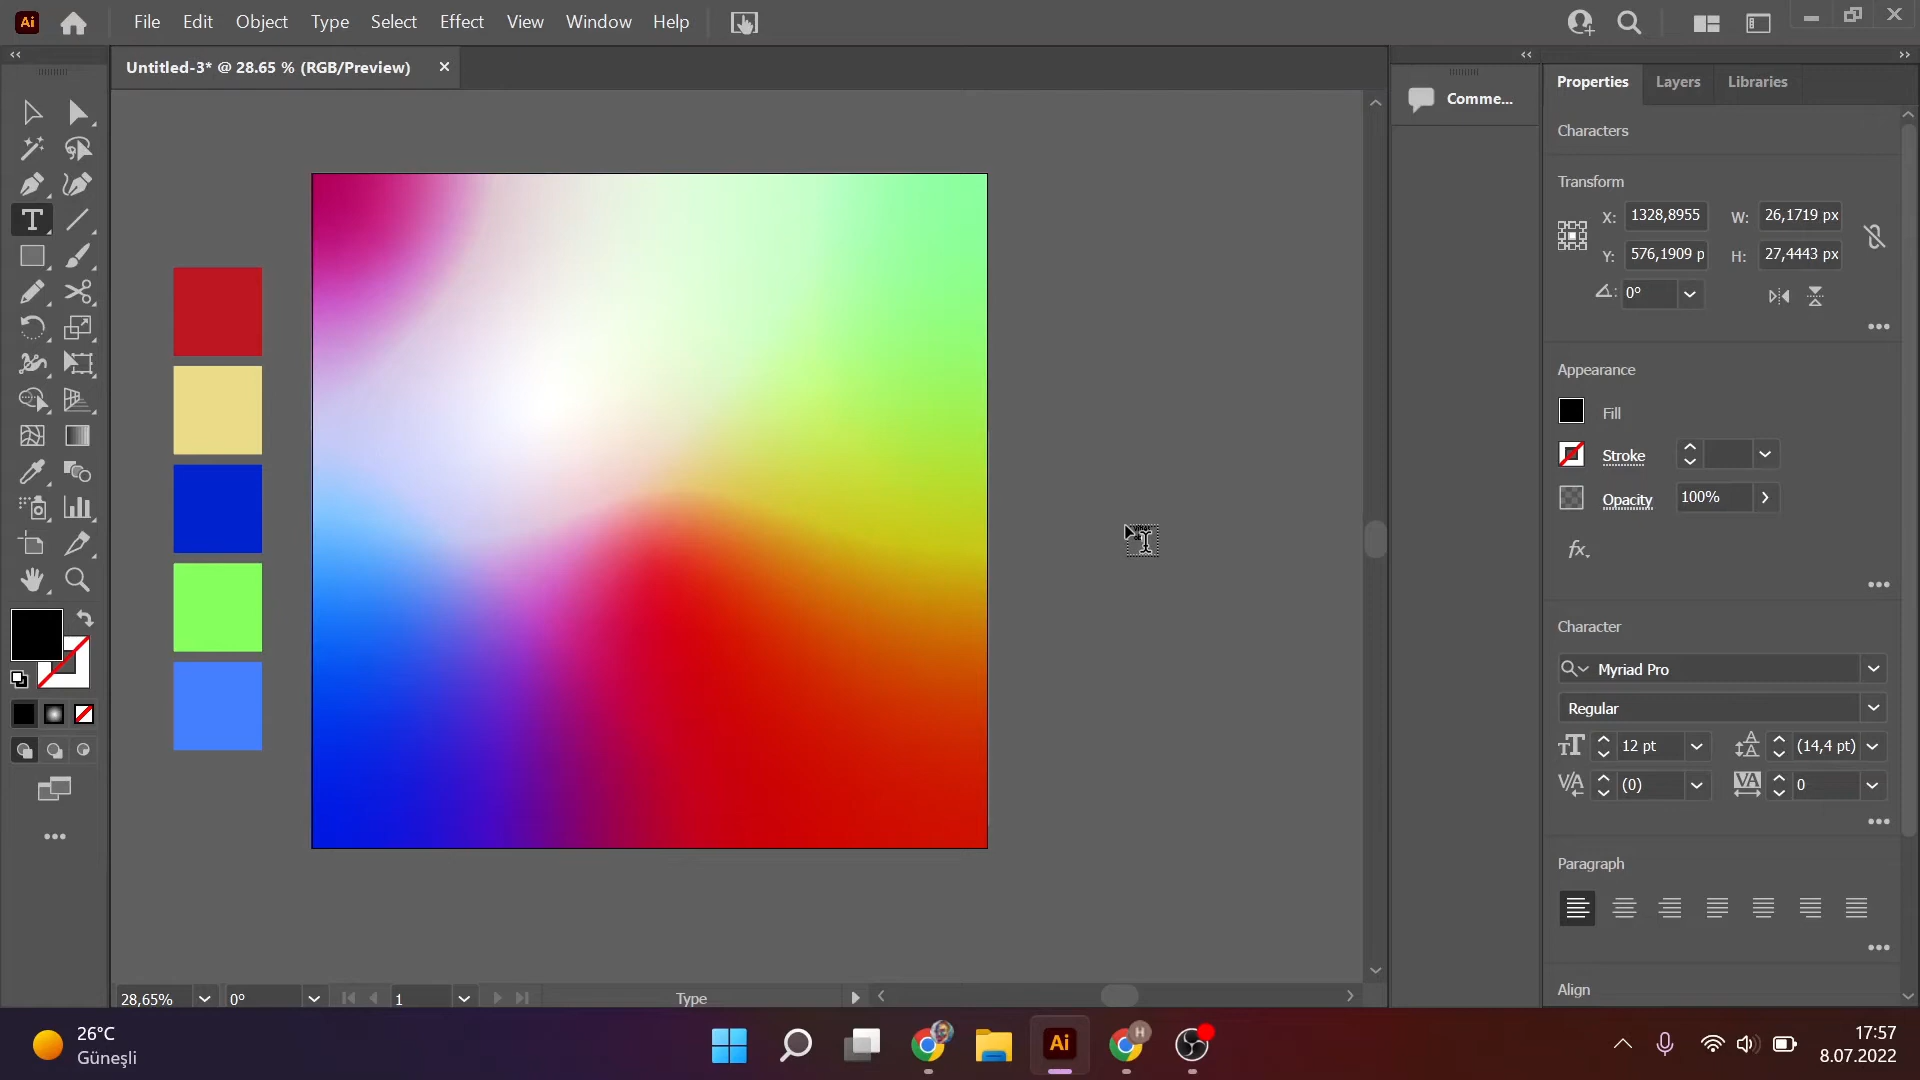 Ai File Edit Object Type Select Effect View Window Help
Untitled-3* @ 28.65 % (RGB/Preview) ×
Comme...
Properties Layers Libraries
Characters
Transform
X: 1328,8955 W: 26,1719 px
Y: 576,1909 p H: 27,4443 px
0°
Appearance
Fill
Stroke
Opacity 100%
fx.
Character
Myriad Pro
Regular
12 pt (14,4 pt)
(0) 0
Paragraph
Align
28,65% 0° 1 Type
26°C
Güneşli
Ai
H
17:57
8.07.2022